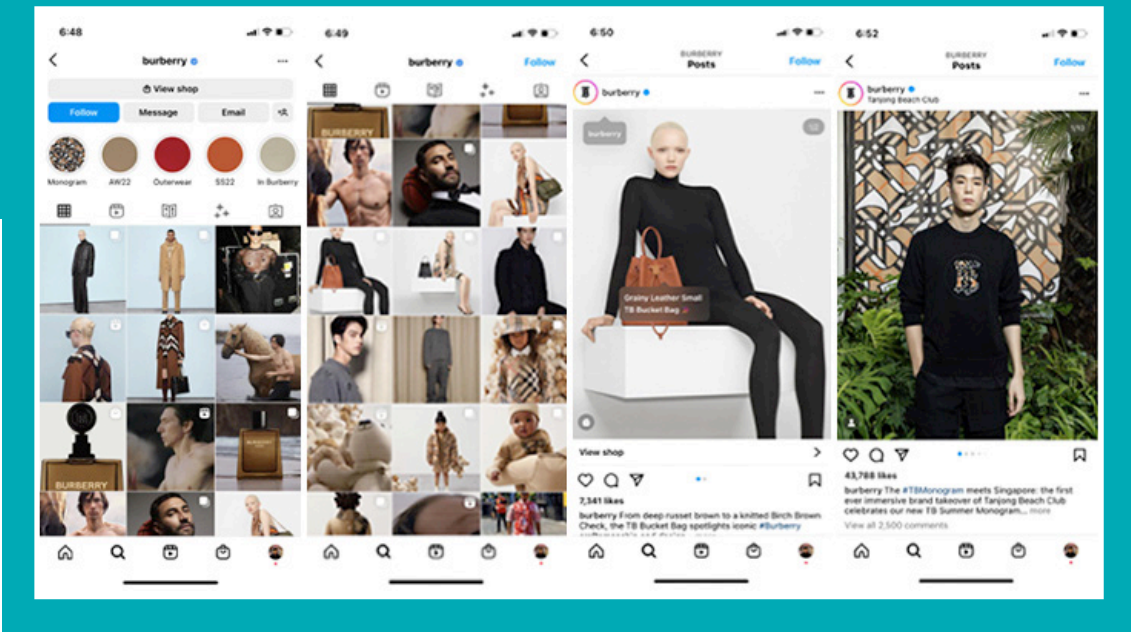 6:48
burberry
View shop
Follow
Message
Email
Monogram
AW22
Outerwear
SS22
In Burberry
BURBERRY
BURBERRY
6:49
burberry
Follow
BURBERRY
6:50
BURBERRY
Posts
Follow
burberry
burberry
1/2
Grainy Leather Small
TB Bucket Bag
View shop
7,341 likes
burberry From deep russet brown to a knitted Birch Brown
Check, the TB Bucket Bag spotlights iconic #Burberry
6:52
BURBERRY
Posts
Follow
burberry
Tanjong Beach Club
43,788 likes
burberry The #TBMonogram meets Singapore: the first
ever immersive brand takeover of Tanjong Beach Club
celebrates our new TB Summer Monogram... more
View all 2,500 comments